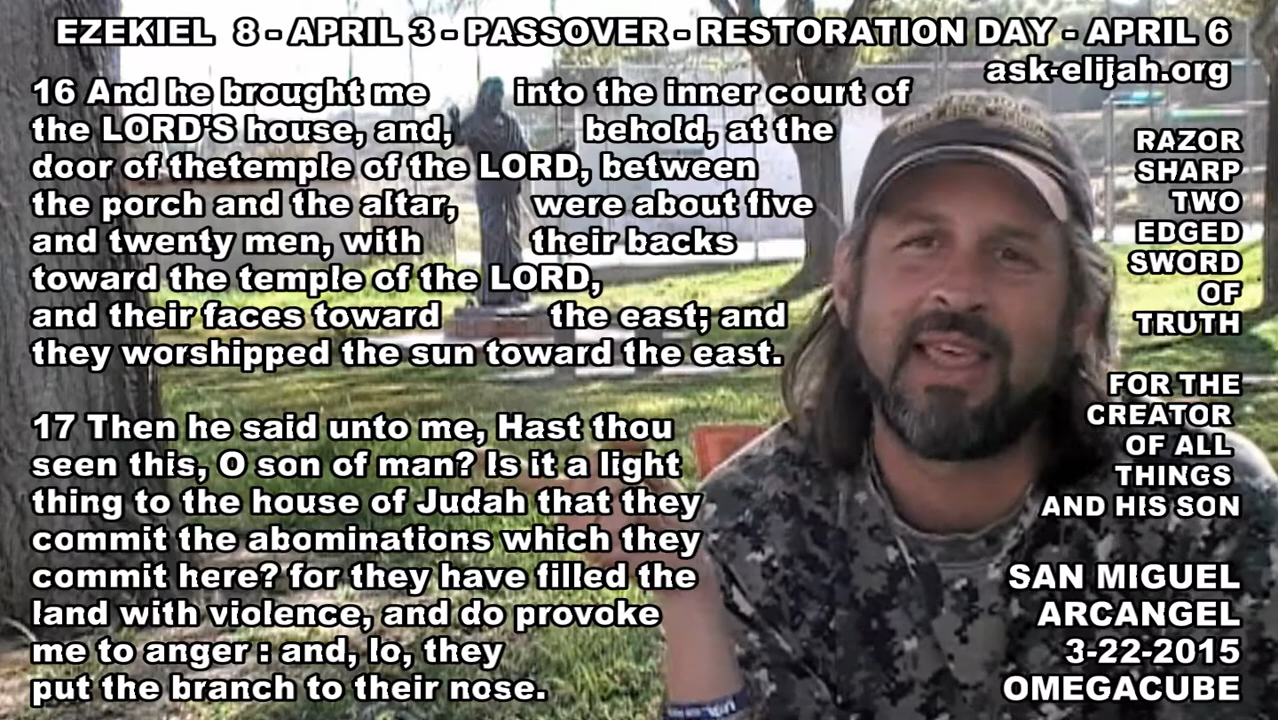 EZEKIEL 8 - APRIL 3 - PASSOVER - RESTORATION DAY - APRIL 6
ask-elijah.org
16 And he brought me into the inner court of
the LORD'S house, and, behold, at the
door of thetemple of the LORD, between
the porch and the altar, were about five
and twenty men, with their backs
toward the temple of the LORD,
and their faces toward the east; and
they worshipped the sun toward the east.
17 Then he said unto me, Hast thou
seen this, O son of man? Is it a light
thing to the house of Judah that they
commit the abominations which they
commit here? for they have filled the
land with violence, and do provoke
me to anger : and, lo, they
put the branch to their nose.
RAZOR
SHARP
TWO
EDGED
SWORD
OF
TRUTH
FOR THE
CREATOR
OF ALL
THINGS
AND HIS SON
SAN MIGUEL
ARCANGEL
3-22-2015
OMEGACUBE